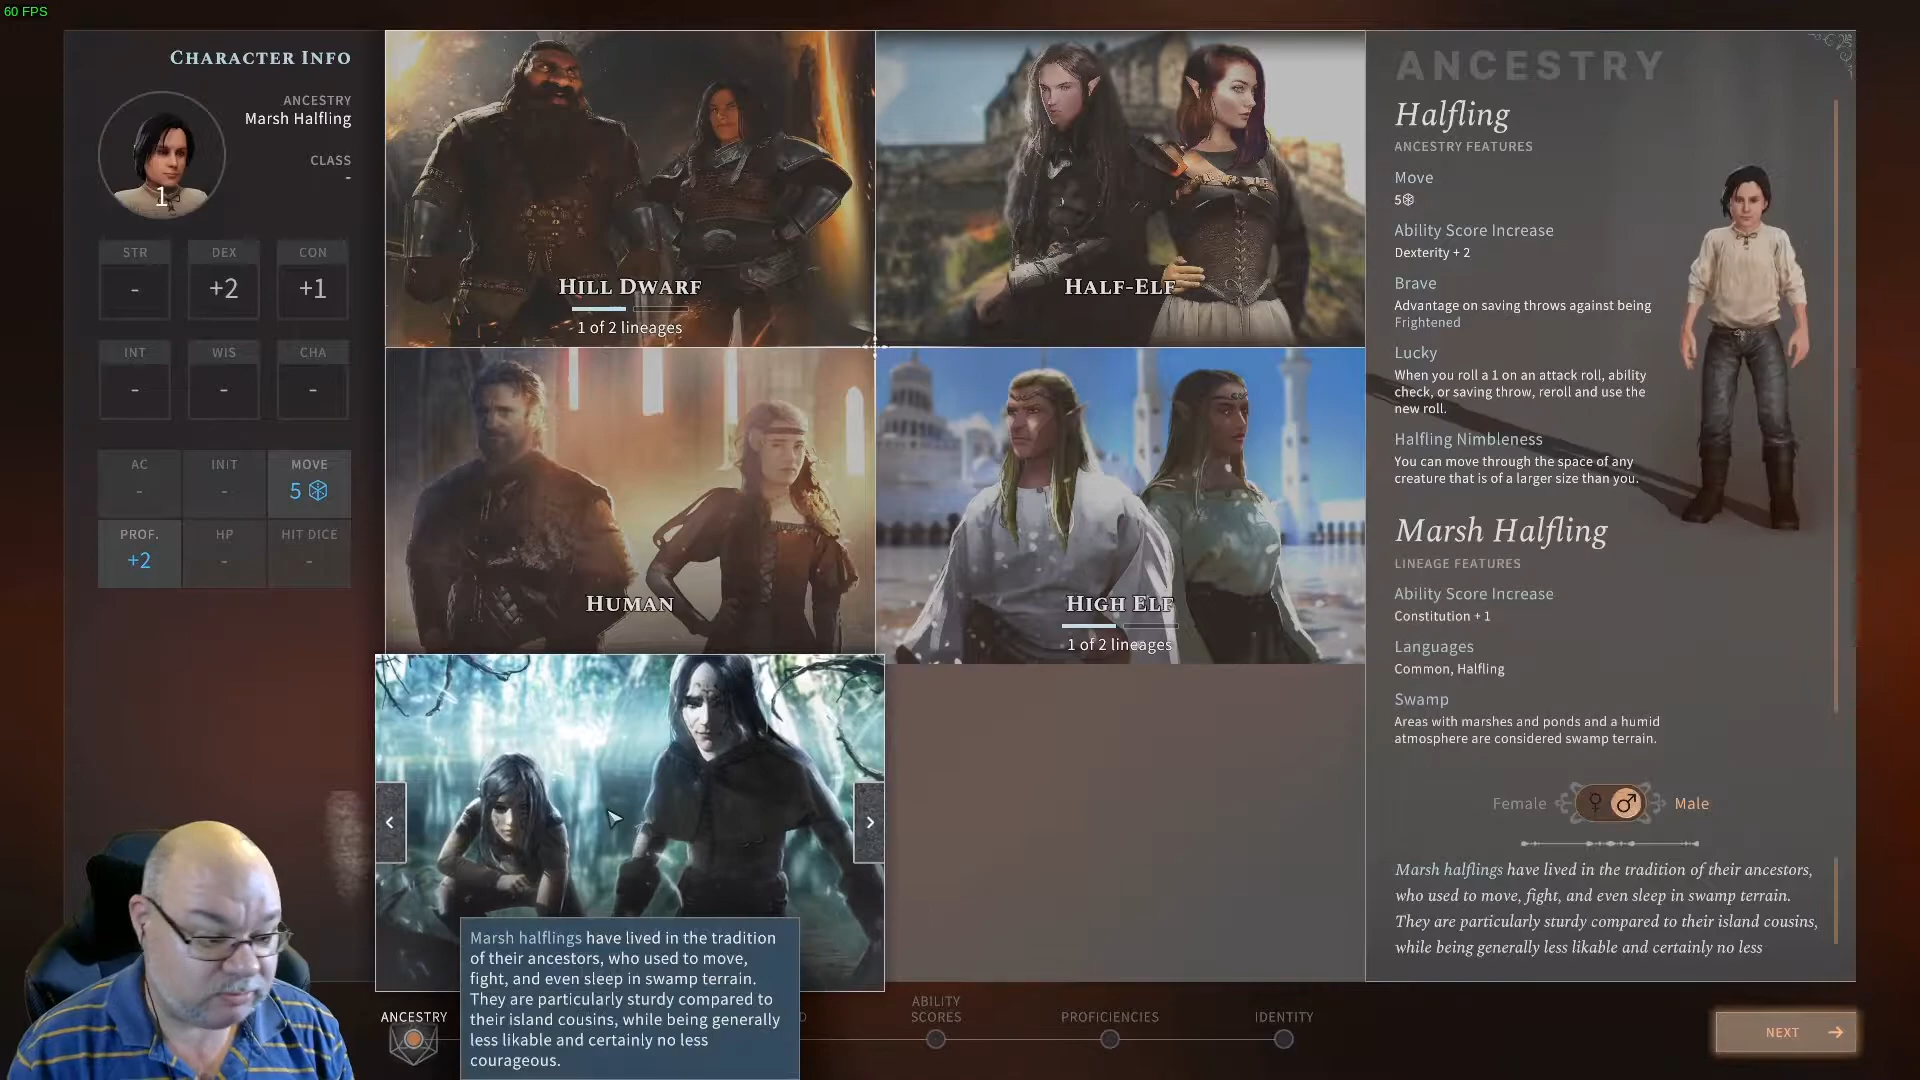 60 FPS
CHARACTER INFO
ANCESTRY
Marsh Halfling
CLASS
-
1
STR
DEX
CON
-
+2
+1
INT
WIS
CHA
-
-
-
AC
INIT
MOVE
-
-
5
PROF.
HP
HIT DICE
+2
-
-
HILL DWARF
1 of 2 lineages
HALF-ELF
HUMAN
HIGH ELF
1 of 2 lineages
Marsh halflings have lived in the tradition
of their ancestors, who used to move,
fight, and even sleep in swamp terrain.
They are particularly sturdy compared to
their island cousins, while being generally
less likable and certainly no less
courageous.
ANCESTRY
Halfling
ANCESTRY FEATURES
Move
5
Ability Score Increase
Dexterity + 2
Brave
Advantage on saving throws against being
Frightened
Lucky
When you roll a 1 on an attack roll, ability
check, or saving throw, reroll and use the
new roll.
Halfling Nimbleness
You can move through the space of any
creature that is of a larger size than you.
Marsh Halfling
LINEAGE FEATURES
Ability Score Increase
Constitution + 1
Languages
Common, Halfling
Swamp
Areas with marshes and ponds and a humid
atmosphere are considered swamp terrain.
Female
Male
Marsh halflings have lived in the tradition of their ancestors,
who used to move, fight, and even sleep in swamp terrain.
They are particularly sturdy compared to their island cousins,
while being generally less likable and certainly no less
ANCESTRY
D
ABILITY
SCORES
PROFICIENCIES
IDENTITY
NEXT